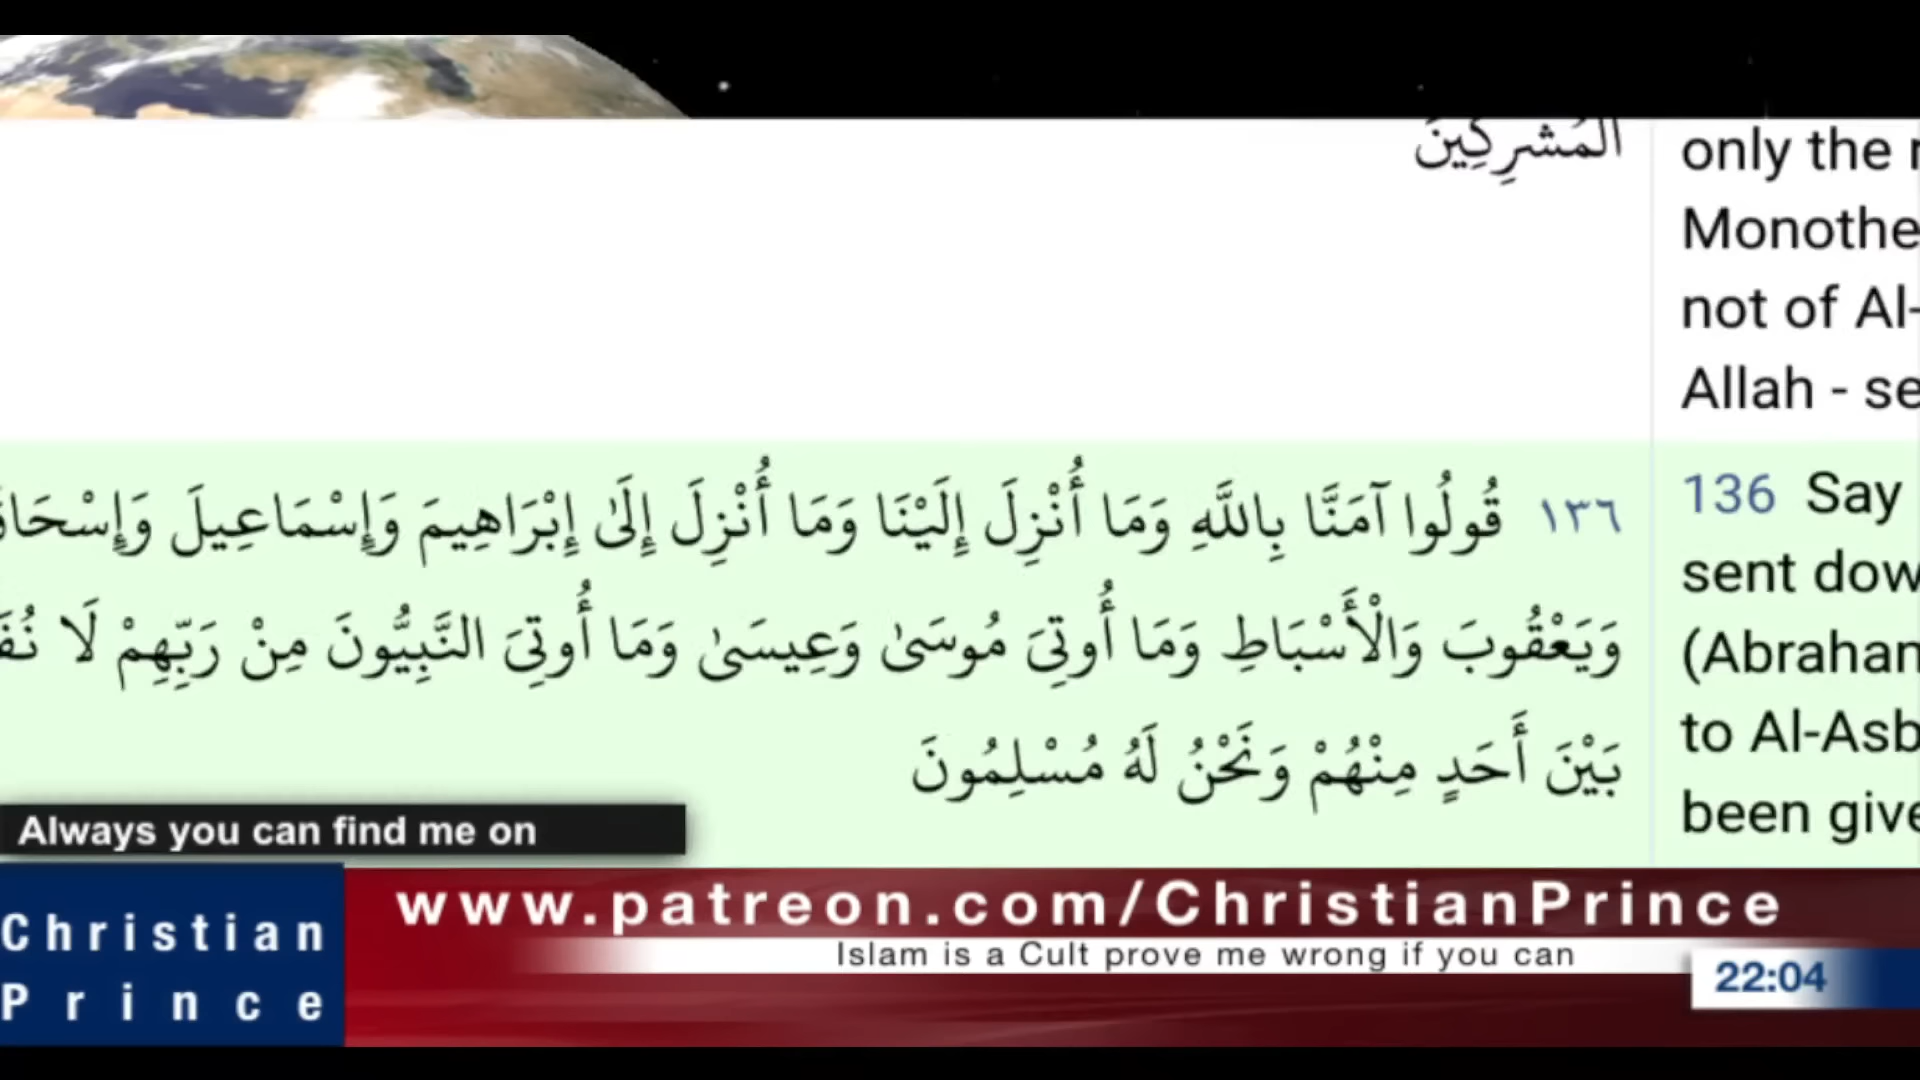 الْمُشْرِكِينَ
only the
Monothe
not of Al-
Allah - se
١٣٦ قُولُوا آمَنَّا بِاللَّهِ وَمَا أُنْزِلَ إِلَيْنَا وَمَا أُنْزِلَ إِلَىٰ إِبْرَاهِيمَ وَإِسْمَاعِيلَ وَإِسْحَاقَ
وَيَعْقُوبَ وَالْأَسْبَاطِ وَمَا أُوتِيَ مُوسَىٰ وَعِيسَىٰ وَمَا أُوتِيَ النَّبِيُّونَ مِنْ رَبِّهِمْ لَا
بَيْنَ أَحَدٍ مِنْهُمْ وَنَحْنُ لَهُ مُسْلِمُونَ
136 Say
sent dow
(Abraham
to Al-Asb
been give
Always you can find me on
Christian
Prince
www.patreon.com/ChristianPrince
Islam is a Cult prove me wrong if you can
22:04